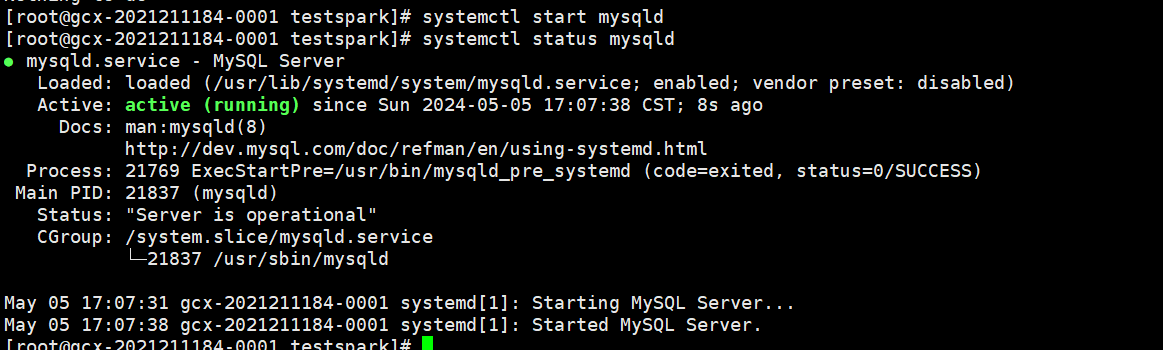 Nothing to do
[root@gcx-2021211184-0001 testspark]# systemctl start mysqld
[root@gcx-2021211184-0001 testspark]# systemctl status mysqld
● mysqld.service - MySQL Server
   Loaded: loaded (/usr/lib/systemd/system/mysqld.service; enabled; vendor preset: disabled)
   Active: active (running) since Sun 2024-05-05 17:07:38 CST; 8s ago
     Docs: man:mysqld(8)
           http://dev.mysql.com/doc/refman/en/using-systemd.html
  Process: 21769 ExecStartPre=/usr/bin/mysqld_pre_systemd (code=exited, status=0/SUCCESS)
 Main PID: 21837 (mysqld)
   Status: "Server is operational"
   CGroup: /system.slice/mysqld.service
           └─21837 /usr/sbin/mysqld
May 05 17:07:31 gcx-2021211184-0001 systemd[1]: Starting MySQL Server...
May 05 17:07:38 gcx-2021211184-0001 systemd[1]: Started MySQL Server.
[root@gcx-2021211184-0001 testspark]#